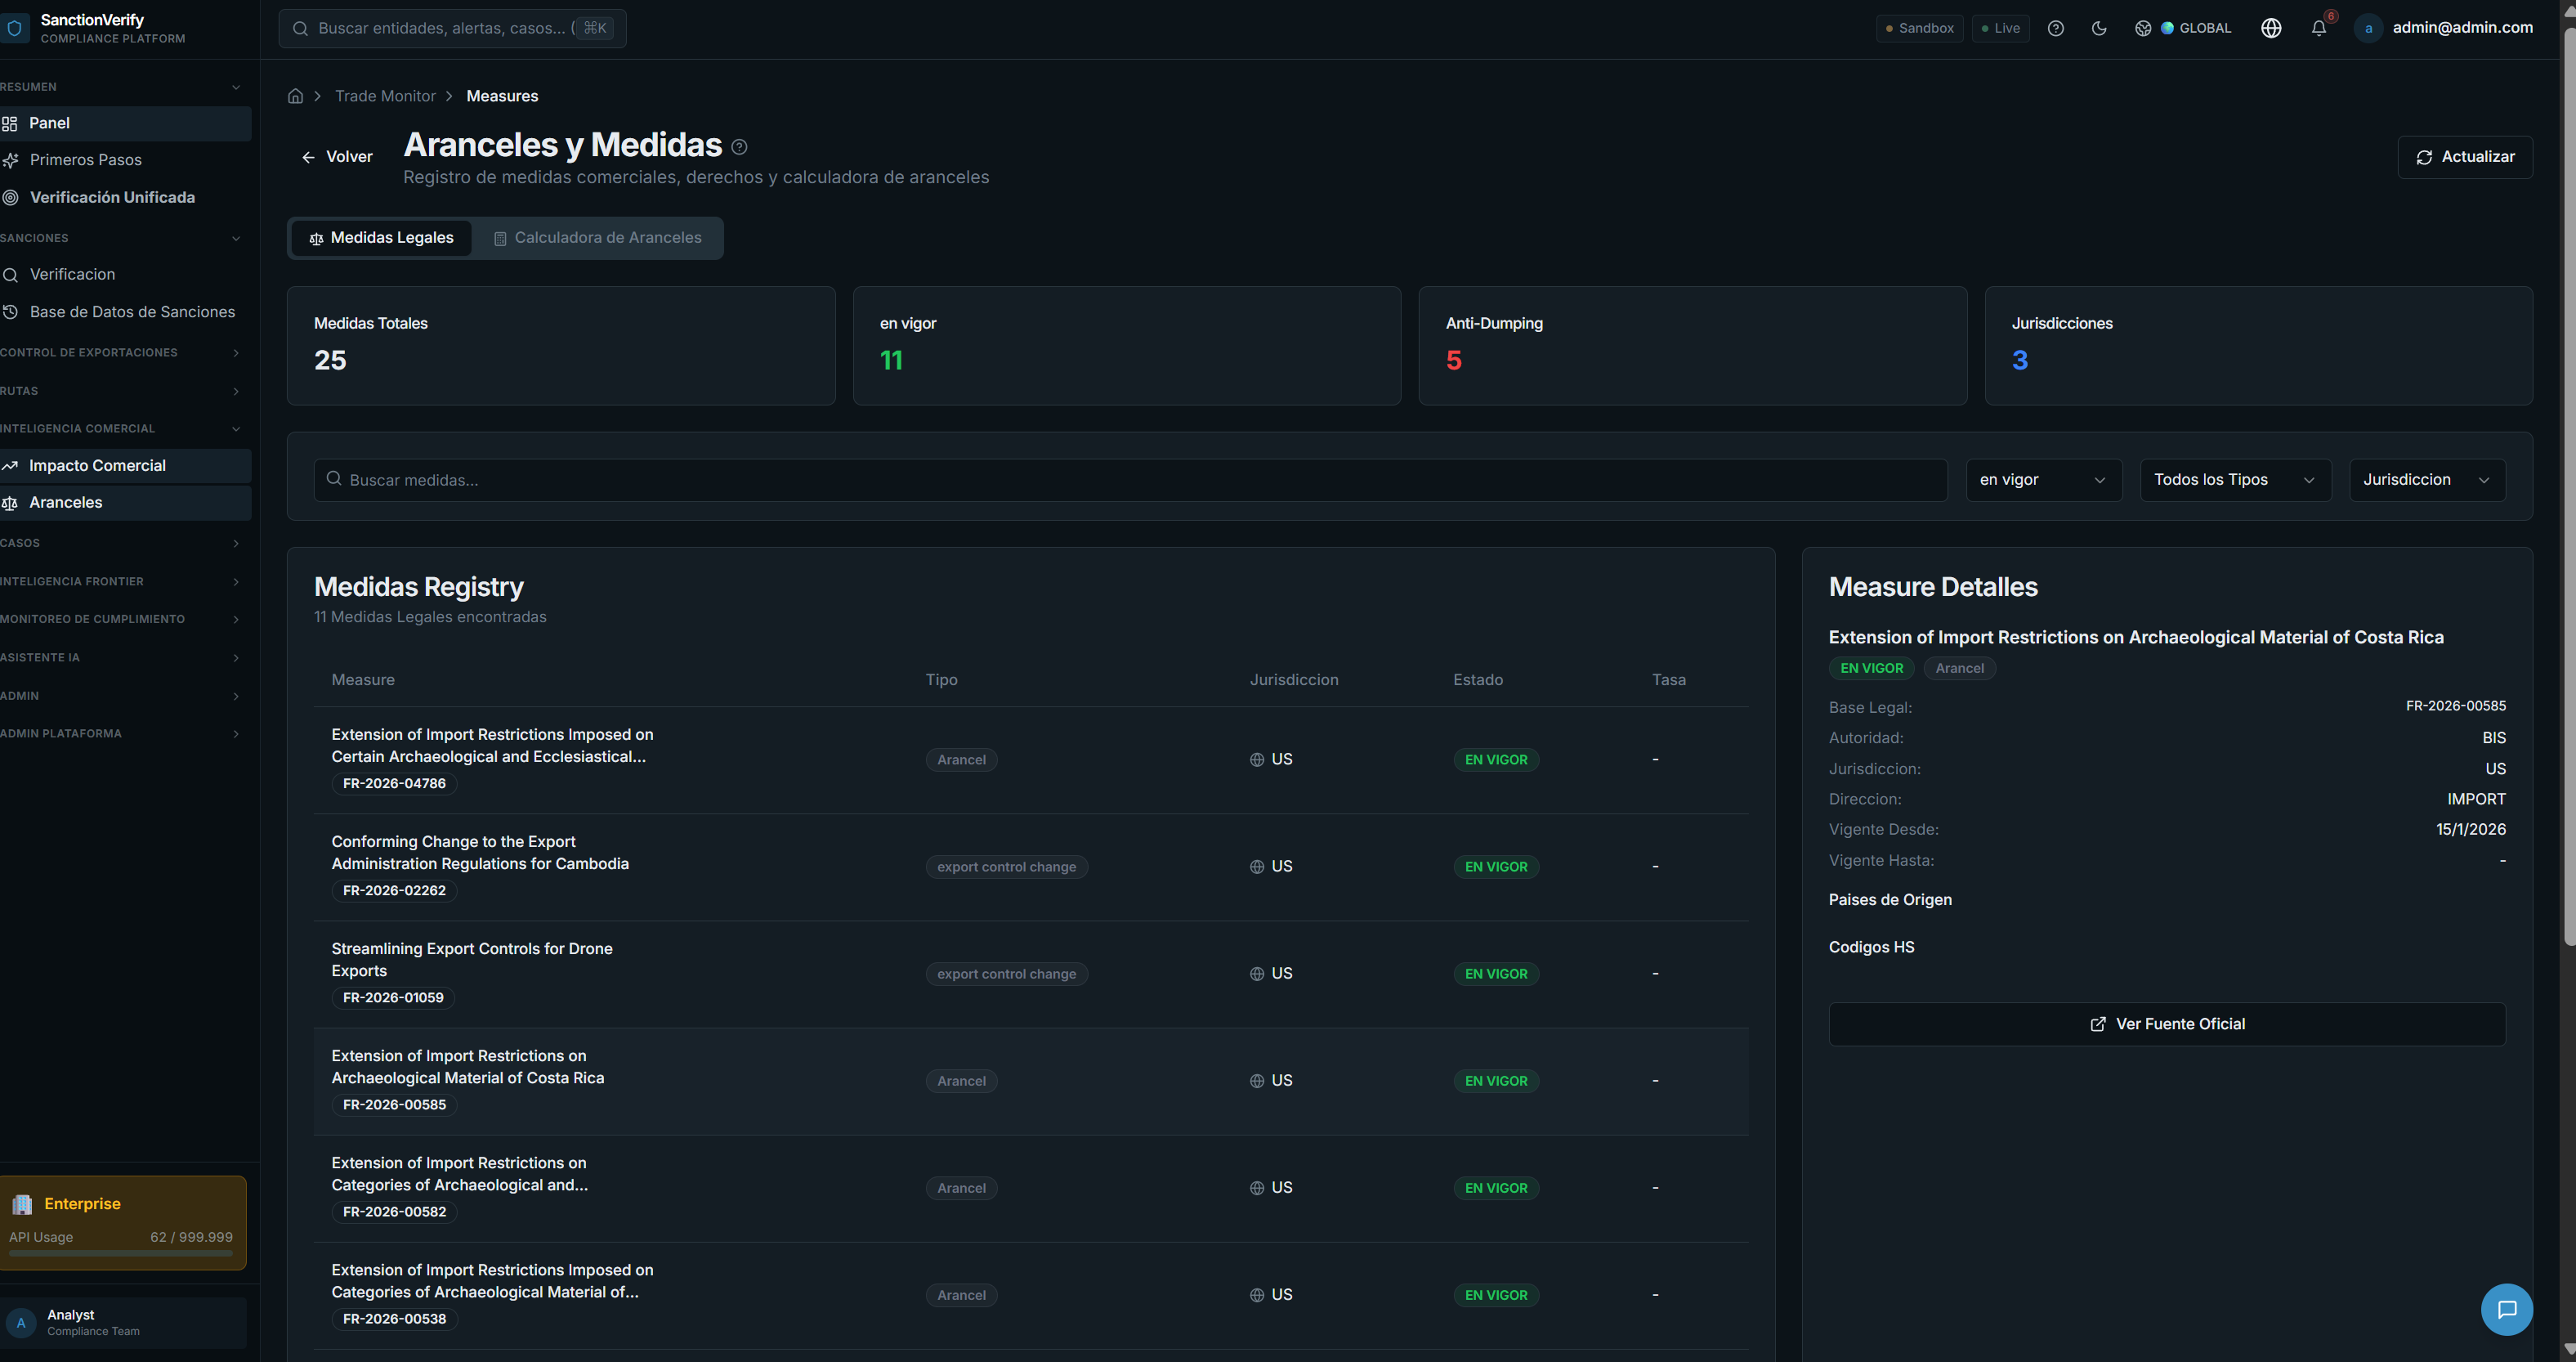 SanctionVerify
COMPLIANCE PLATFORM
Buscar entidades, alertas, casos... (⌘K
Sandbox
Live
GLOBAL
6
a
admin@admin.com
RESUMEN
Panel
Primeros Pasos
Verificación Unificada
SANCIONES
Verificacion
Base de Datos de Sanciones
CONTROL DE EXPORTACIONES
RUTAS
INTELIGENCIA COMERCIAL
Impacto Comercial
Aranceles
CASOS
INTELIGENCIA FRONTIER
MONITOREO DE CUMPLIMIENTO
ASISTENTE IA
ADMIN
ADMIN PLATAFORMA
Enterprise
API Usage 62 / 999.999
A
Analyst
Compliance Team
Trade Monitor > Measures
Volver
Aranceles y Medidas
Registro de medidas comerciales, derechos y calculadora de aranceles
Actualizar
Medidas Legales
Calculadora de Aranceles
Medidas Totales
25
en vigor
11
Anti-Dumping
5
Jurisdicciones
3
Buscar medidas...
en vigor
Todos los Tipos
Jurisdiccion
Medidas Registry
11 Medidas Legales encontradas
Measure Tipo Jurisdiccion Estado Tasa
Extension of Import Restrictions Imposed on
Certain Archaeological and Ecclesiastical...
FR-2026-04786
Arancel US EN VIGOR -
Conforming Change to the Export
Administration Regulations for Cambodia
FR-2026-02262
export control change US EN VIGOR -
Streamlining Export Controls for Drone
Exports
FR-2026-01059
export control change US EN VIGOR -
Extension of Import Restrictions on
Archaeological Material of Costa Rica
FR-2026-00585
Arancel US EN VIGOR -
Extension of Import Restrictions on
Categories of Archaeological and...
FR-2026-00582
Arancel US EN VIGOR -
Extension of Import Restrictions Imposed on
Categories of Archaeological Material of...
FR-2026-00538
Arancel US EN VIGOR -
Measure Detalles
Extension of Import Restrictions on Archaeological Material of Costa Rica
EN VIGOR Arancel
Base Legal: FR-2026-00585
Autoridad: BIS
Jurisdiccion: US
Direccion: IMPORT
Vigente Desde: 15/1/2026
Vigente Hasta: -
Paises de Origen
Codigos HS
Ver Fuente Oficial